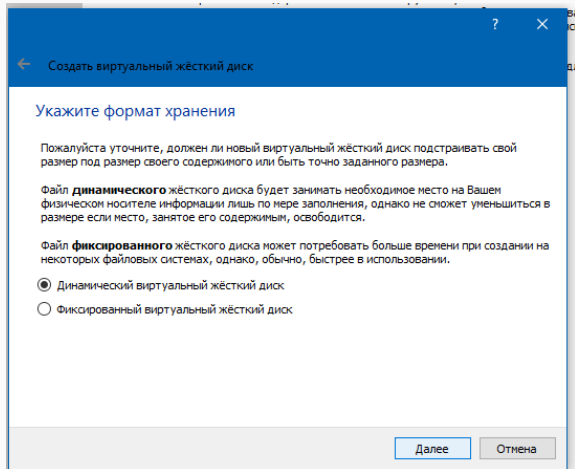 ?
Создать виртуальный жёсткий диск
Укажите формат хранения
Пожалуйста уточните, должен ли новый виртуальный жёсткий диск подстраивать свой
размер под размер своего содержимого или быть точно заданного размера.
Файл динамического жёсткого диска будет занимать необходимое место на Вашем
физическом носителе информации лишь по мере заполнения, однако не сможет уменьшиться в
размере если место, занятое его содержимым, освободится.
Файл фиксированного жёсткого диска может потребовать больше времени при создании на
некоторых файловых системах, однако, обычно, быстрее в использовании.
Динамический виртуальный жёсткий диск
Фиксированный виртуальный жёсткий диск
Далее Отмена